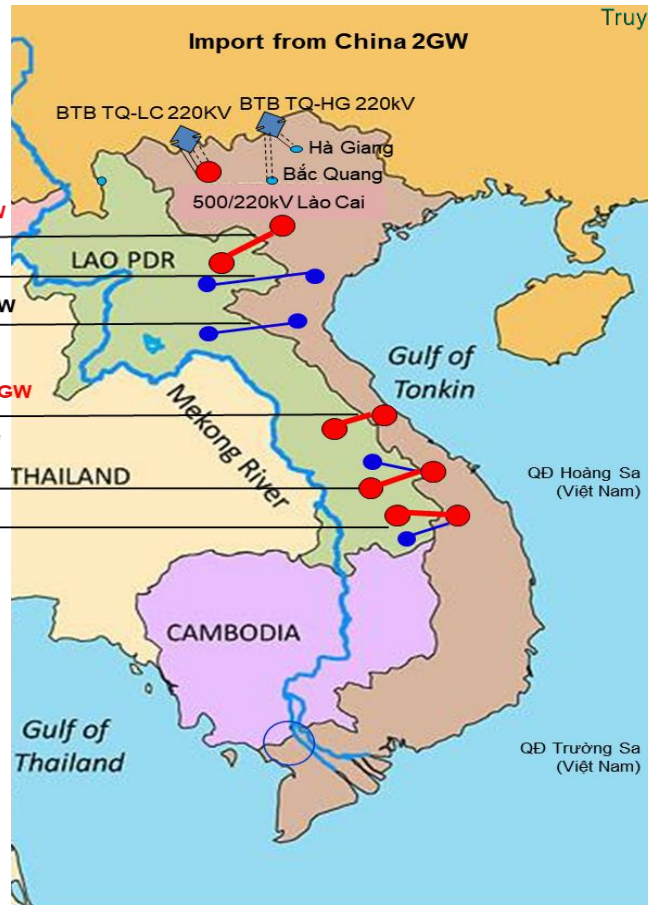 Truy
Import from China 2GW
BTB TQ-LC 220KV
BTB TQ-HG 220kV
Hà Giang
Bắc Quang
500/220kV Lào Cai
W
LAO PDR
W
Gulf of
Tonkin
GW
Mekong River
THAILAND
QĐ Hoàng Sa
(Việt Nam)
CAMBODIA
Gulf of
Thailand
QĐ Trường Sa
(Việt Nam)